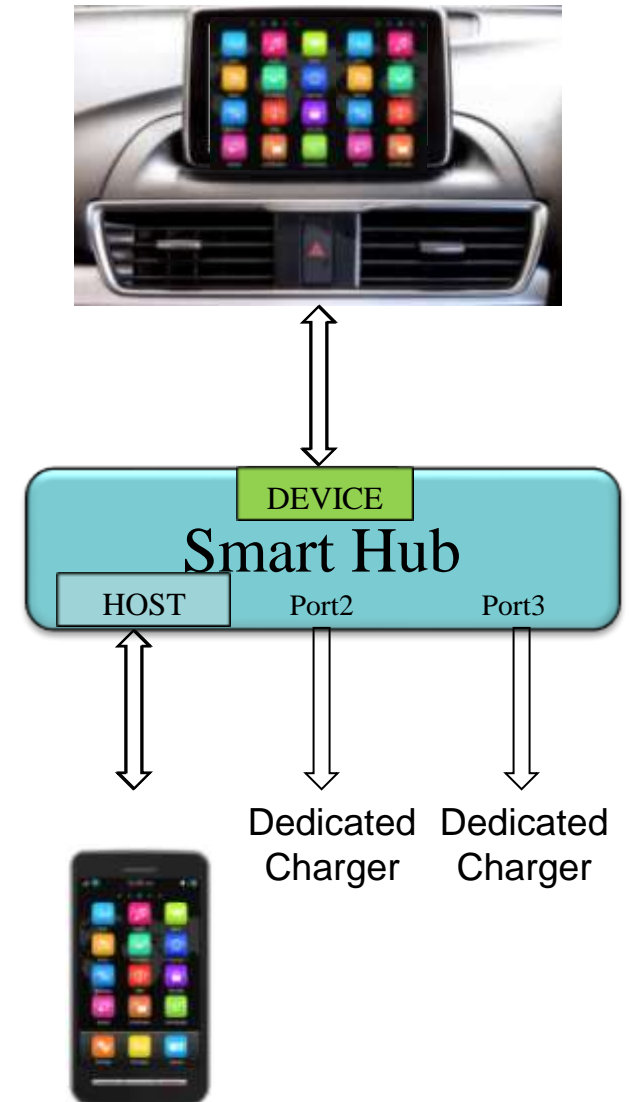 DEVICE
Smart Hub
HOST Port2 Port3
Dedicated Dedicated
Charger Charger